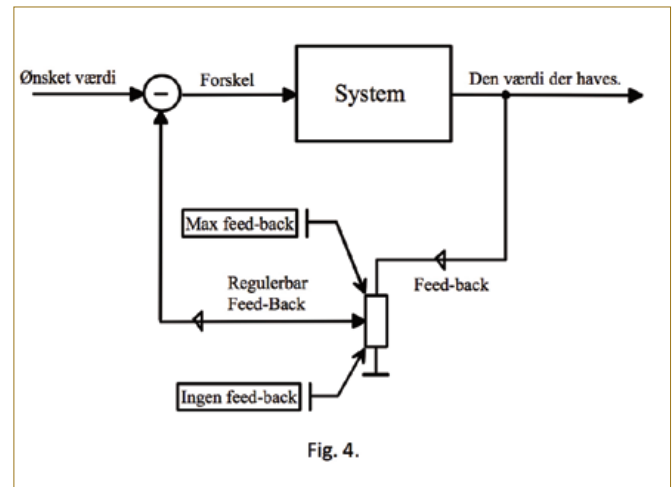 Ønsket værdi
Forskel
System
Den værdi der haves.
Max feed-back
Regulerbar
Feed-Back
Feed-back
Ingen feed-back
Fig. 4.